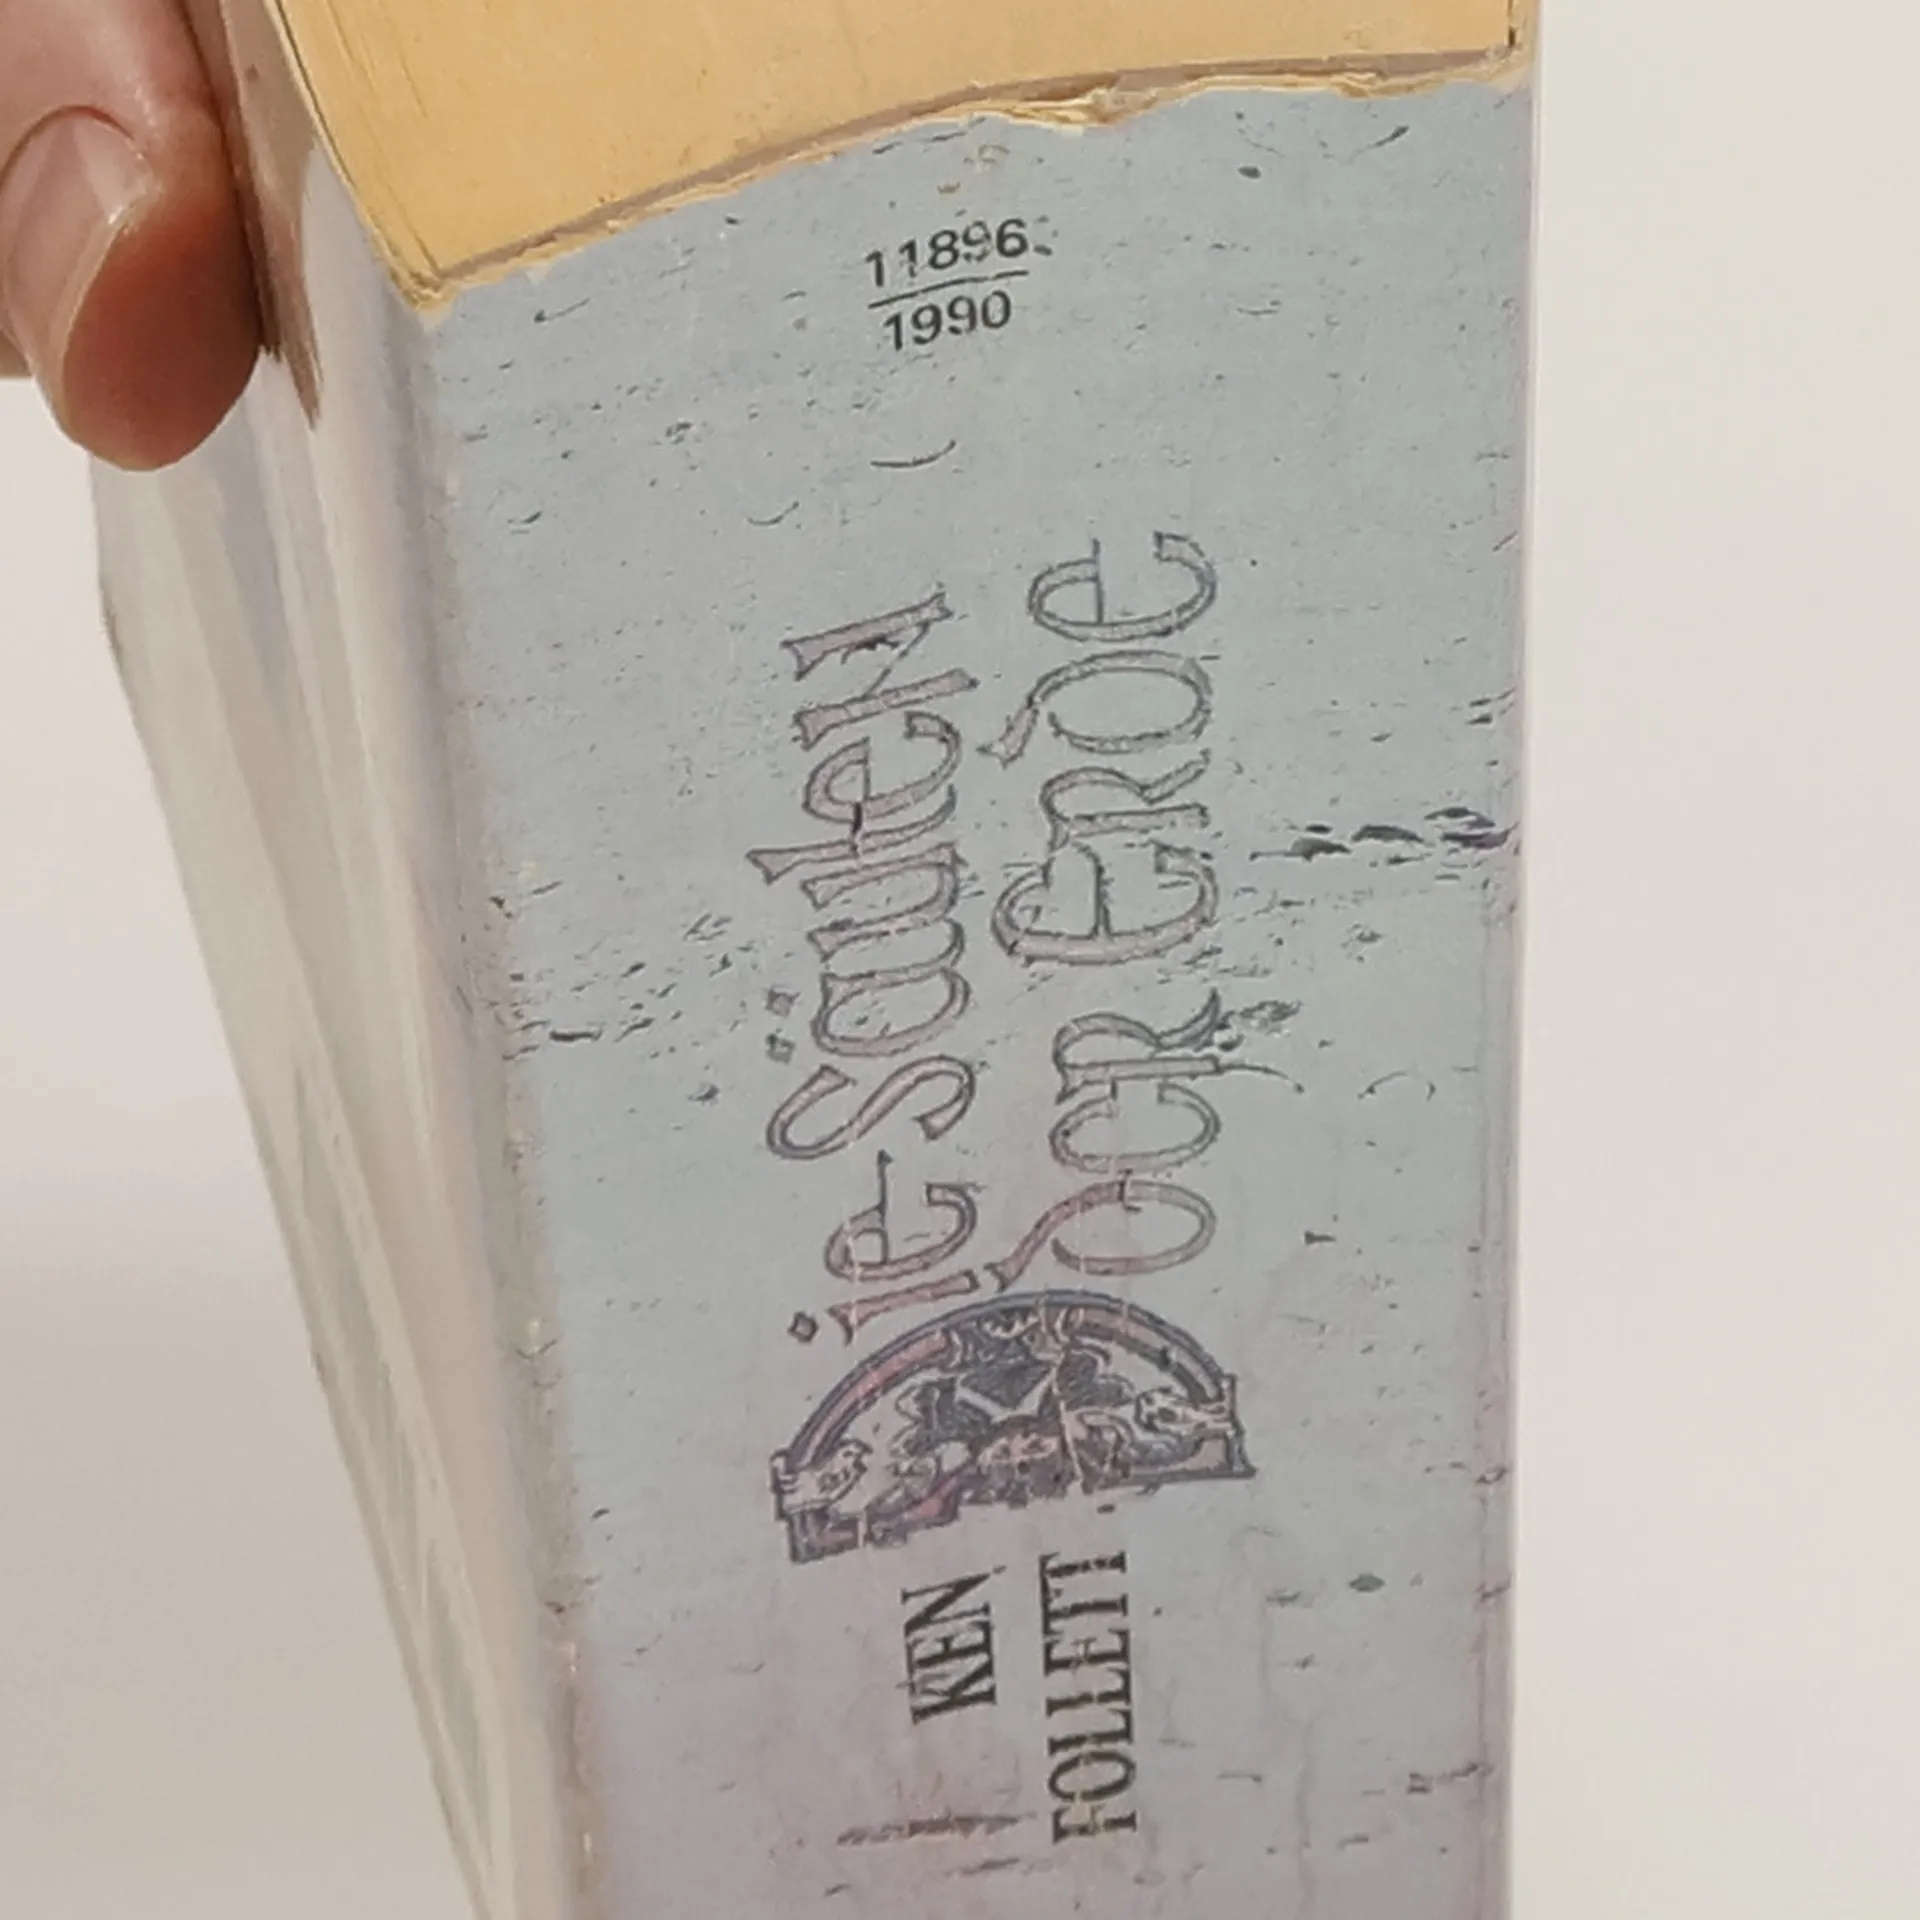 11896
1990
KEN
FOLLETT
Die Säulen
der Erde